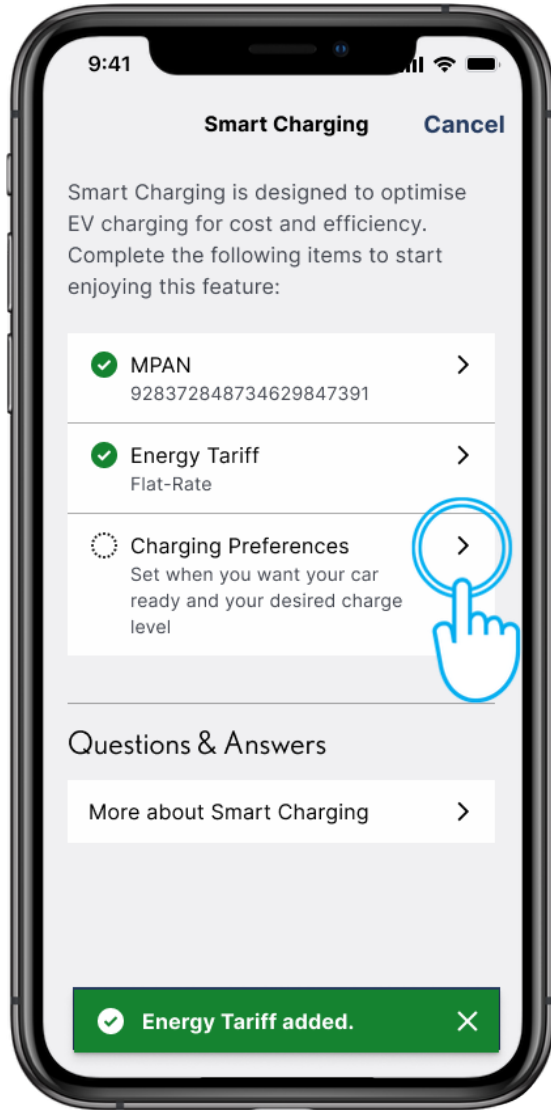 9:41
Smart Charging Cancel
Smart Charging is designed to optimise
EV charging for cost and efficiency.
Complete the following items to start
enjoying this feature:
MPAN
928372848734629847391
Energy Tariff
Flat-Rate
Charging Preferences
Set when you want your car
ready and your desired charge
level
Questions & Answers
More about Smart Charging
Energy Tariff added.